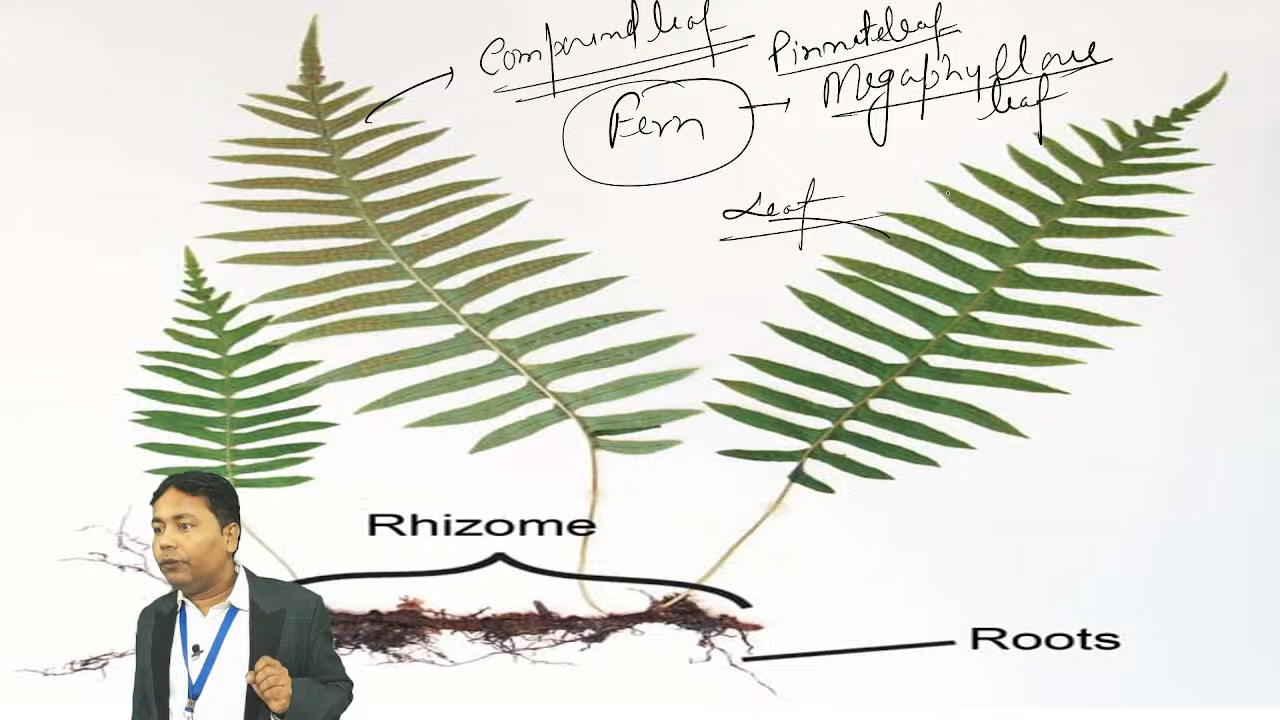 Compound leaf
Pinnate leaf
Megaphyllous
leaf
Fern
Leaf
Rhizome
Roots